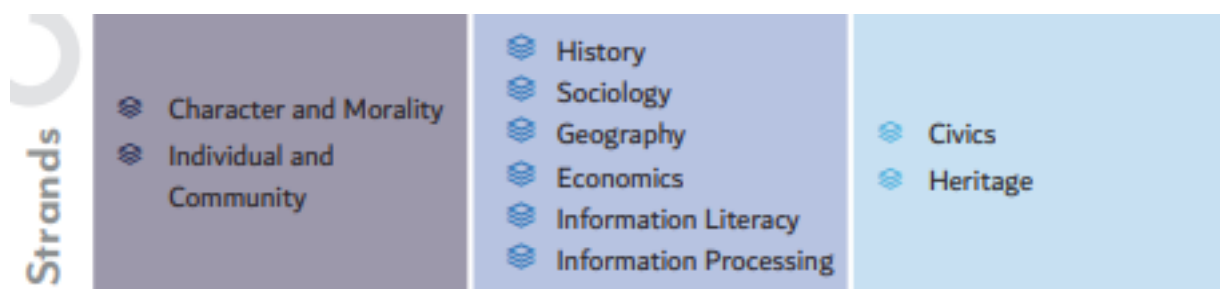 Strands
Character and Morality
Individual and
Community
History
Sociology
Geography
Economics
Information Literacy
Information Processing
Civics
Heritage